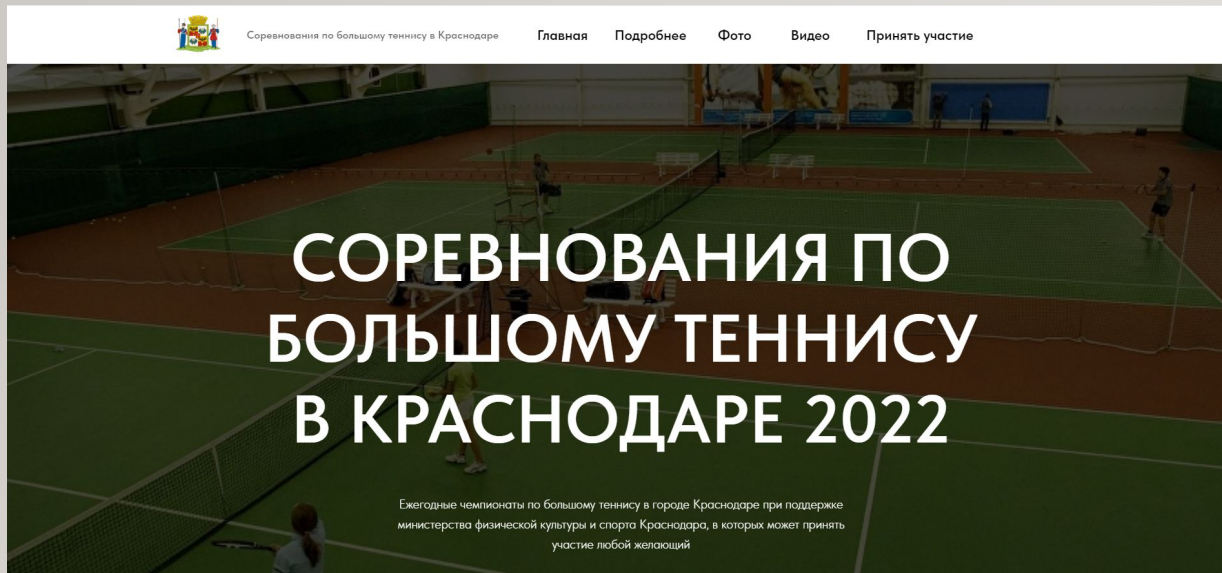 Соревнования по большому теннису в Краснодаре
Главная
Подробнее
Фото
Видео
Принять участие
СОРЕВНОВАНИЯ ПО
БОЛЬШОМУ ТЕННИСУ
В КРАСНОДАРЕ 2022
Ежегодные чемпионаты по большому теннису в городе Краснодаре при поддержке
министерства физической культуры и спорта Краснодара, в которых может принять
участие любой желающий